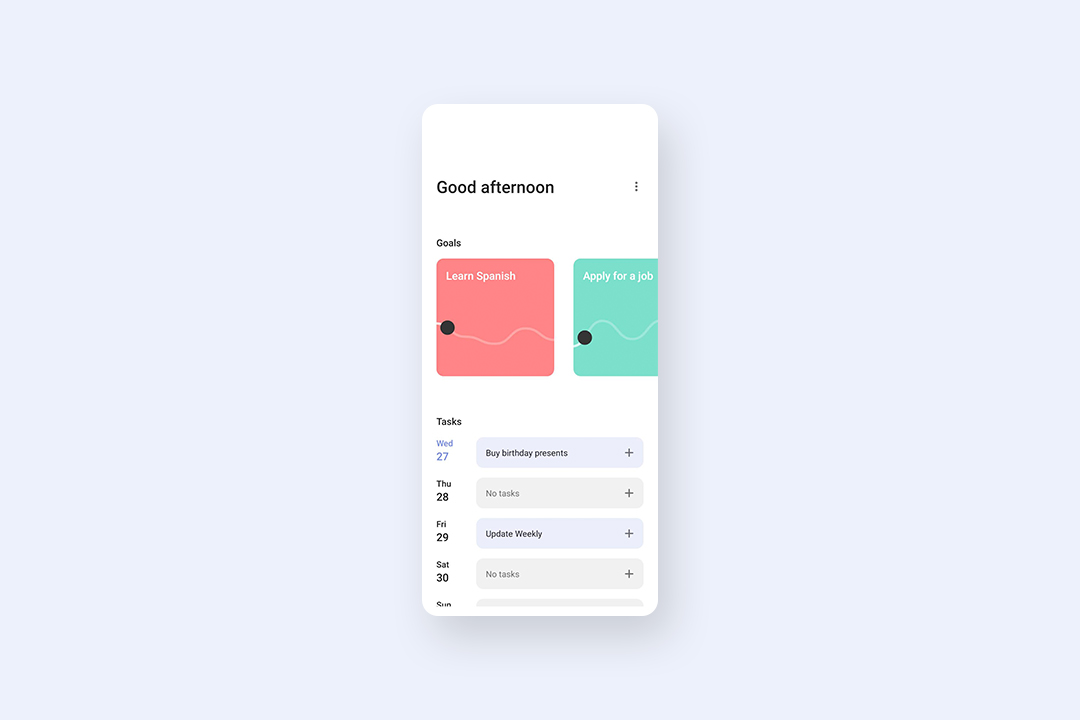 Good afternoon
Goals
Learn Spanish
Apply for a job
Tasks
Wed
27
Buy birthday presents
Thu
28
No tasks
Fri
29
Update Weekly
Sat
30
No tasks
Sun